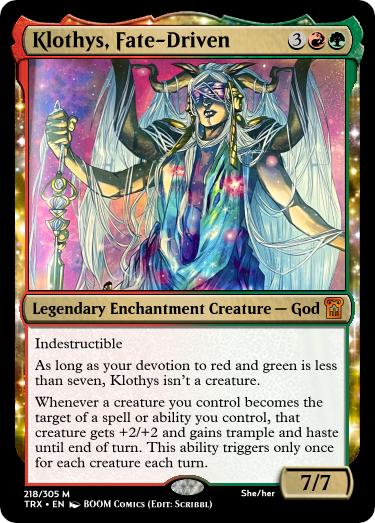 Klothys, Fate-Driven 3
Legendary Enchantment Creature — God
Indestructible
As long as your devotion to red and green is less
than seven, Klothys isn't a creature.
Whenever a creature you control becomes the
target of a spell or ability you control, that
creature gets +2/+2 and gains trample and haste
until end of turn. This ability triggers only once
for each creature each turn.
7/7
218/305 M She/her
TRX • EN BOOM Comics (Edit: Scribbl)